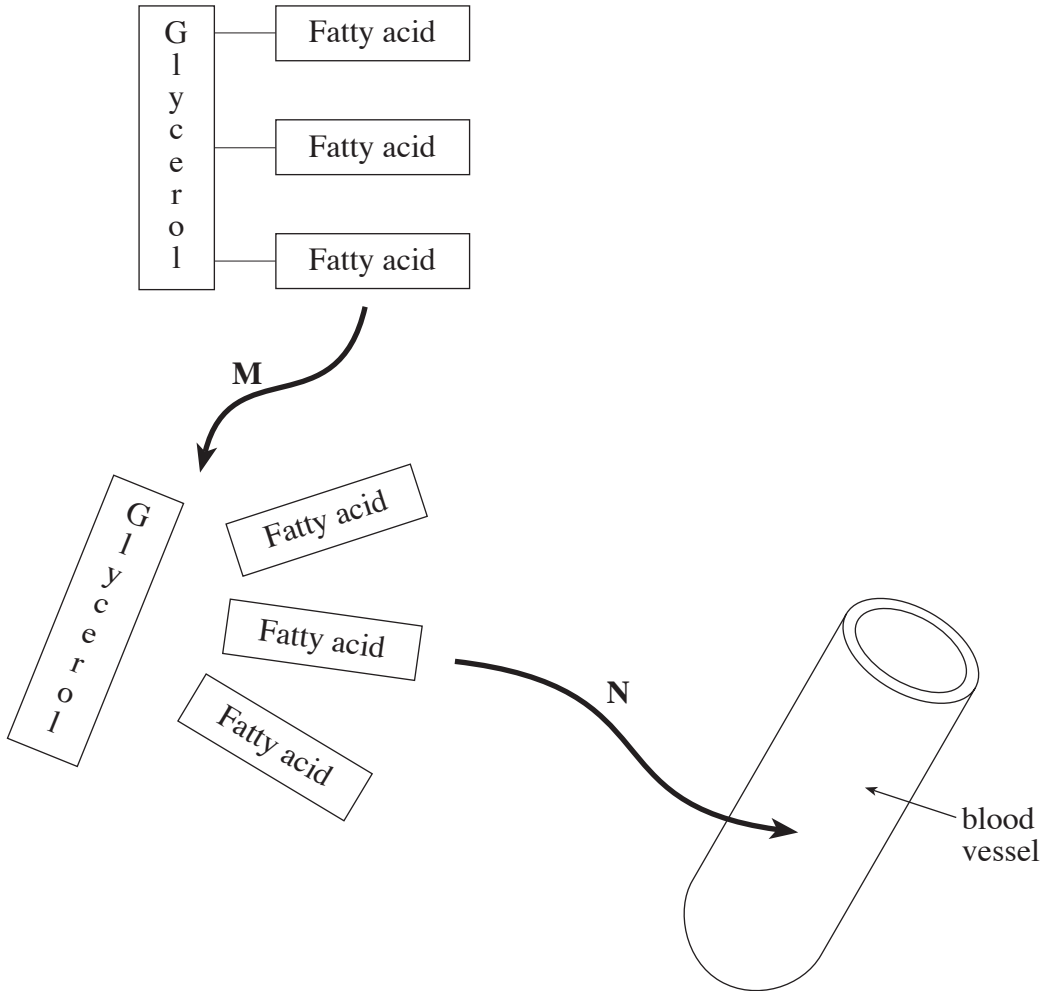 Glycerol
Fatty acid
Fatty acid
Fatty acid
M
Glycerol
Fatty acid
Fatty acid
Fatty acid
N
blood
vessel